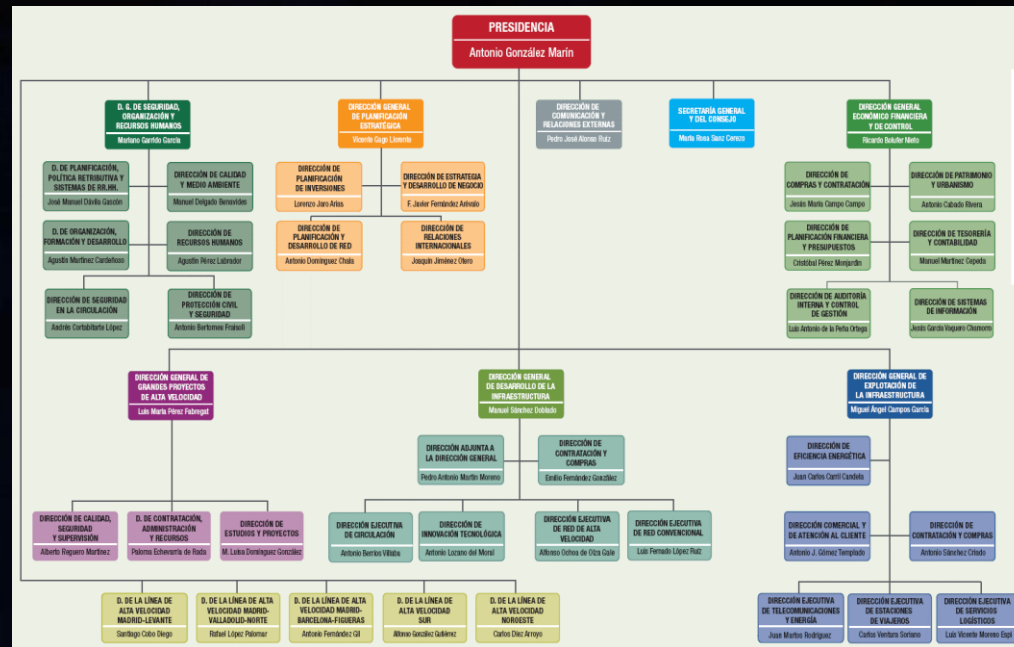 PRESIDENCIA
Antonio González Marín
D. G. DE SEGURIDAD,
ORGANIZACIÓN Y
RECURSOS HUMANOS
Mariano Garrido García
DIRECCIÓN GENERAL
DE PLANIFICACIÓN
ESTRATÉGICA
Vicente Gago Llorente
DIRECCIÓN DE
COMUNICACIÓN Y
RELACIONES EXTERNAS
Pedro José Alonso Ruiz
SECRETARÍA GENERAL
Y DEL CONSEJO
María Rosa Sanz Cerezo
DIRECCIÓN GENERAL
ECONÓMICO FINANCIERA
Y DE CONTROL
Ricardo Bolufer Nieto
D. DE PLANIFICACIÓN,
POLÍTICA RETRIBUTIVA Y
SISTEMAS DE RR.HH.
José Manuel Dávila Gascón
DIRECCIÓN DE CALIDAD
Y MEDIO AMBIENTE
Manuel Delgado Benavides
D. DE ORGANIZACIÓN,
FORMACIÓN Y DESARROLLO
Agustín Martínez Cardeñoso
DIRECCIÓN DE
RECURSOS HUMANOS
Agustín Pérez Labrador
DIRECCIÓN DE SEGURIDAD
EN LA CIRCULACIÓN
Andrés Cortabitarte López
DIRECCIÓN DE
PROTECCIÓN CIVIL
Y SEGURIDAD
Antonio Bertomeu
DIRECCIÓN DE
PLANIFICACIÓN
DE INVERSIONES
Lorenzo Jaro Arias
DIRECCIÓN DE ESTRATEGIA
Y DESARROLLO DE NEGOCIO
F. Javier Fernández Arévalo
DIRECCIÓN DE
PLANIFICACIÓN Y
DESARROLLO DE RED
Antonio Domínguez Chala
DIRECCIÓN DE
RELACIONES
INTERNACIONALES
Joaquín Jiménez Otero
DIRECCIÓN DE
COMPRAS Y CONTRATACIÓN
Jesús María Campo Campo
DIRECCIÓN DE PATRIMONIO
Y URBANISMO
Antonio Cabado Rivera
DIRECCIÓN DE
PLANIFICACIÓN FINANCIERA
Y PRESUPUESTOS
Cristóbal Pérez Monjardín
DIRECCIÓN DE TESORERÍA
Y CONTABILIDAD
Manuel Martínez Cepeda
DIRECCIÓN DE AUDITORÍA
INTERNA Y CONTROL
DE GESTIÓN
Luis Antonio de la Peña Ortega
DIRECCIÓN DE SISTEMAS
DE INFORMACIÓN
Jesús García Vaquero Chamorro
DIRECCIÓN GENERAL DE
GRANDES PROYECTOS
DE ALTA VELOCIDAD
Luis María Pérez Fabregat
DIRECCIÓN GENERAL
DE DESARROLLO DE LA
INFRAESTRUCTURA
Manuel Sánchez Doblado
DIRECCIÓN GENERAL DE
EXPLOTACIÓN DE
LA INFRAESTRUCTURA
Miguel Ángel Campos García
DIRECCIÓN ADJUNTA A
LA DIRECCIÓN GENERAL
Pedro Antonio Martín Moreno
DIRECCIÓN DE
CONTRATACIÓN Y
COMPRAS
Emilio Fernández González
DIRECCIÓN DE
EFICIENCIA ENERGÉTICA
Juan Carlos Carril Candela
DIRECCIÓN DE CALIDAD,
SEGURIDAD
Y SUPERVISIÓN
Alberto Reguero Martínez
D. DE CONTRATACIÓN,
ADMINISTRACIÓN
Y RECURSOS
Paloma Echevarría de Rada
DIRECCIÓN DE
ESTUDIOS Y PROYECTOS
M. Luisa Domínguez González
DIRECCIÓN EJECUTIVA
DE CIRCULACIÓN
Antonio Berrios Villalba
DIRECCIÓN DE
INNOVACIÓN TECNOLÓGICA
Antonio Lozano del Moral
DIRECCIÓN EJECUTIVA
DE RED DE ALTA
VELOCIDAD
Alfonso Ochoa de Olza Gale
DIRECCIÓN EJECUTIVA
DE RED CONVENCIONAL
Luis Fernado López Ruiz
DIRECCIÓN COMERCIAL Y
DE ATENCIÓN AL CLIENTE
Antonio J. Gómez Templado
DIRECCIÓN DE
CONTRATACIÓN Y COMPRAS
Antonio Sánchez Criado
D. DE LA LÍNEA DE
ALTA VELOCIDAD
MADRID-LEVANTE
Santiago Cobo Diego
D. DE LA LÍNEA DE ALTA
VELOCIDAD MADRID-
VALLADOLID-NORTE
Rafael López Palomar
D. DE LA LÍNEA DE ALTA
VELOCIDAD MADRID-
BARCELONA-FIGUERAS
Antonio Fernández Gil
D. DE LA LÍNEA DE
ALTA VELOCIDAD
SUR
Alfonso González Gutiérrez
D. DE LA LÍNEA DE
ALTA VELOCIDAD
NOROESTE
Carlos Díez Arroyo
DIRECCIÓN EJECUTIVA
DE TELECOMUNICACIONES
Y ENERGÍA
Juan Martos Rodríguez
DIRECCIÓN EJECUTIVA
DE ESTACIONES
DE VIAJEROS
Carlos Ventura Soriano
DIRECCIÓN EJECUTIVA
DE SERVICIOS
LOGÍSTICOS
Luis Vicente Moreno Espí